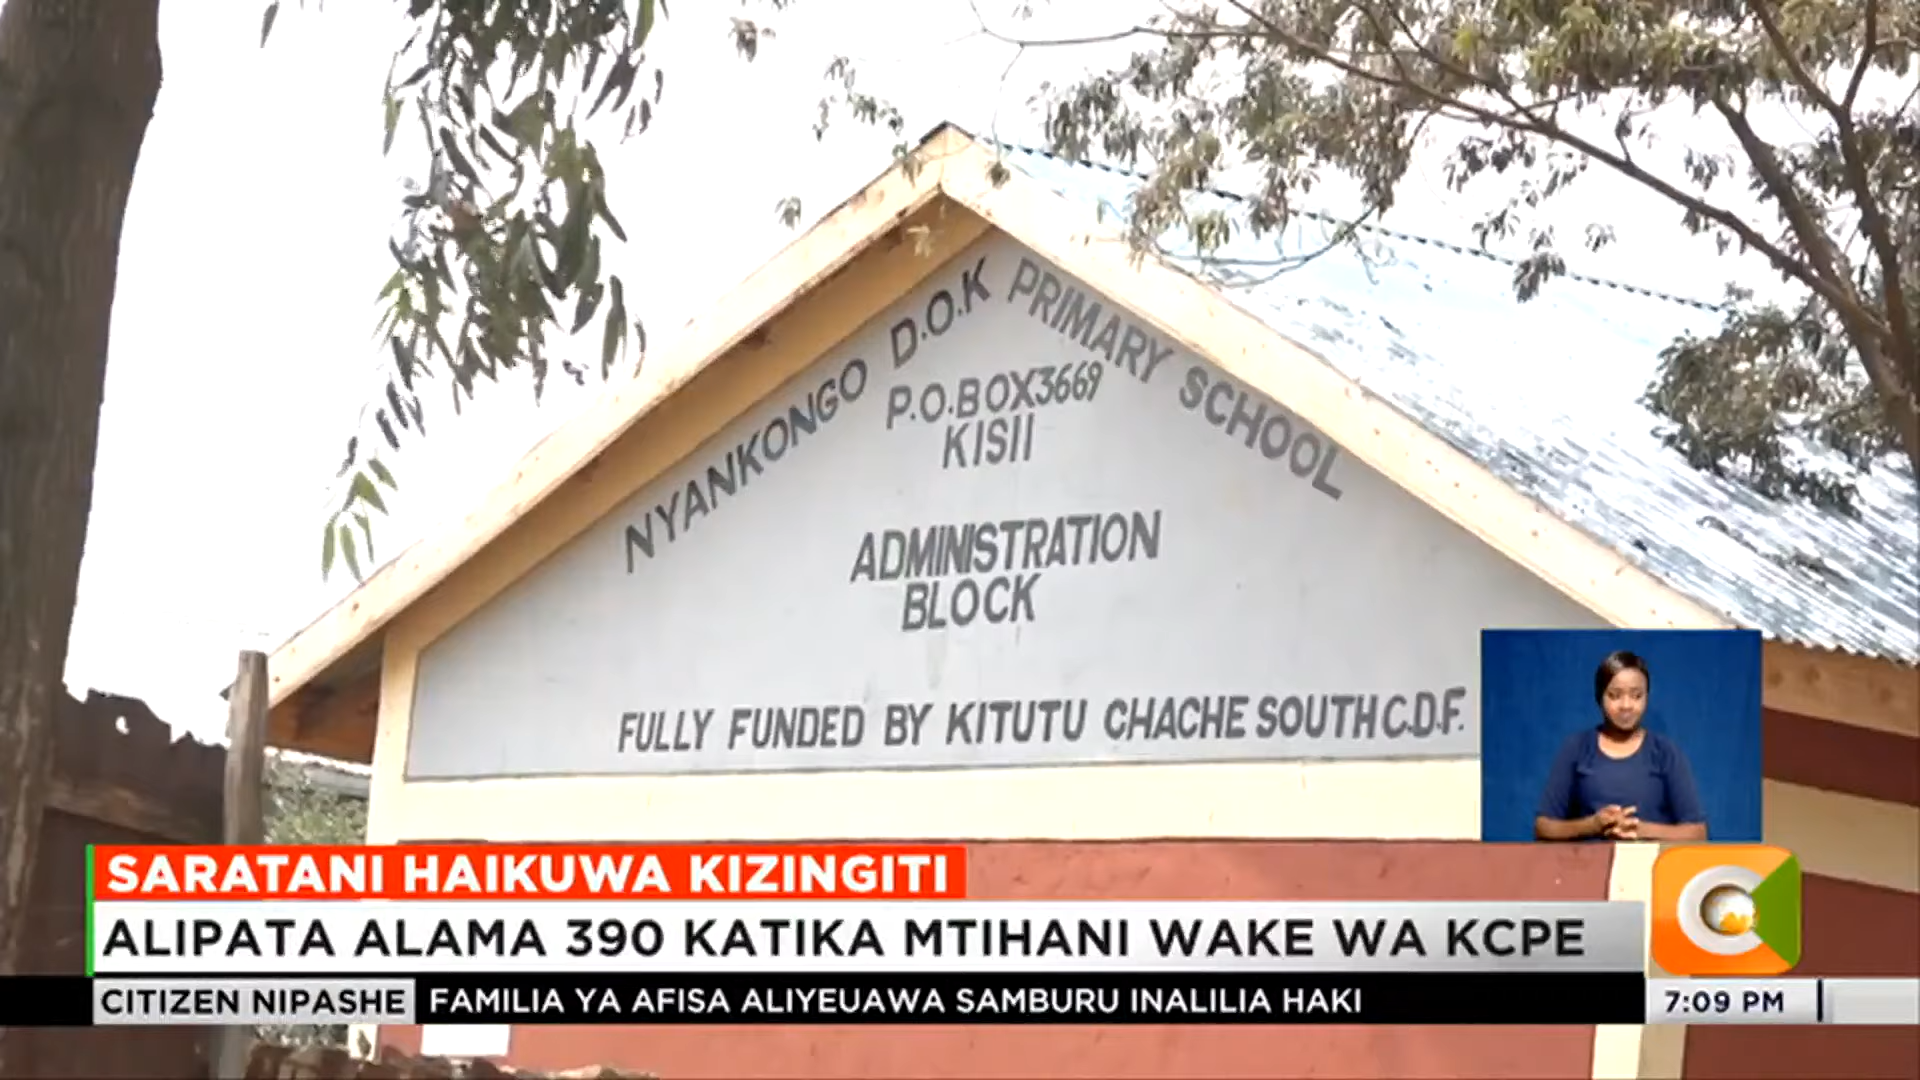 NYANKONGO D.O.K PRIMARY SCHOOL
P.O.BOX3669
KISII
ADMINISTRATION
BLOCK
FULLY FUNDED BY KITUTU CHACHE SOUTH C.D.F.
SARATANI HAIKUWA KIZINGITI
ALIPATA ALAMA 390 KATIKA MTIHANI WAKE WA KCPE
CITIZEN NIPASHE FAMILIA YA AFISA ALIYEUAWA SAMBURU INALILIA HAKI
7:09 PM